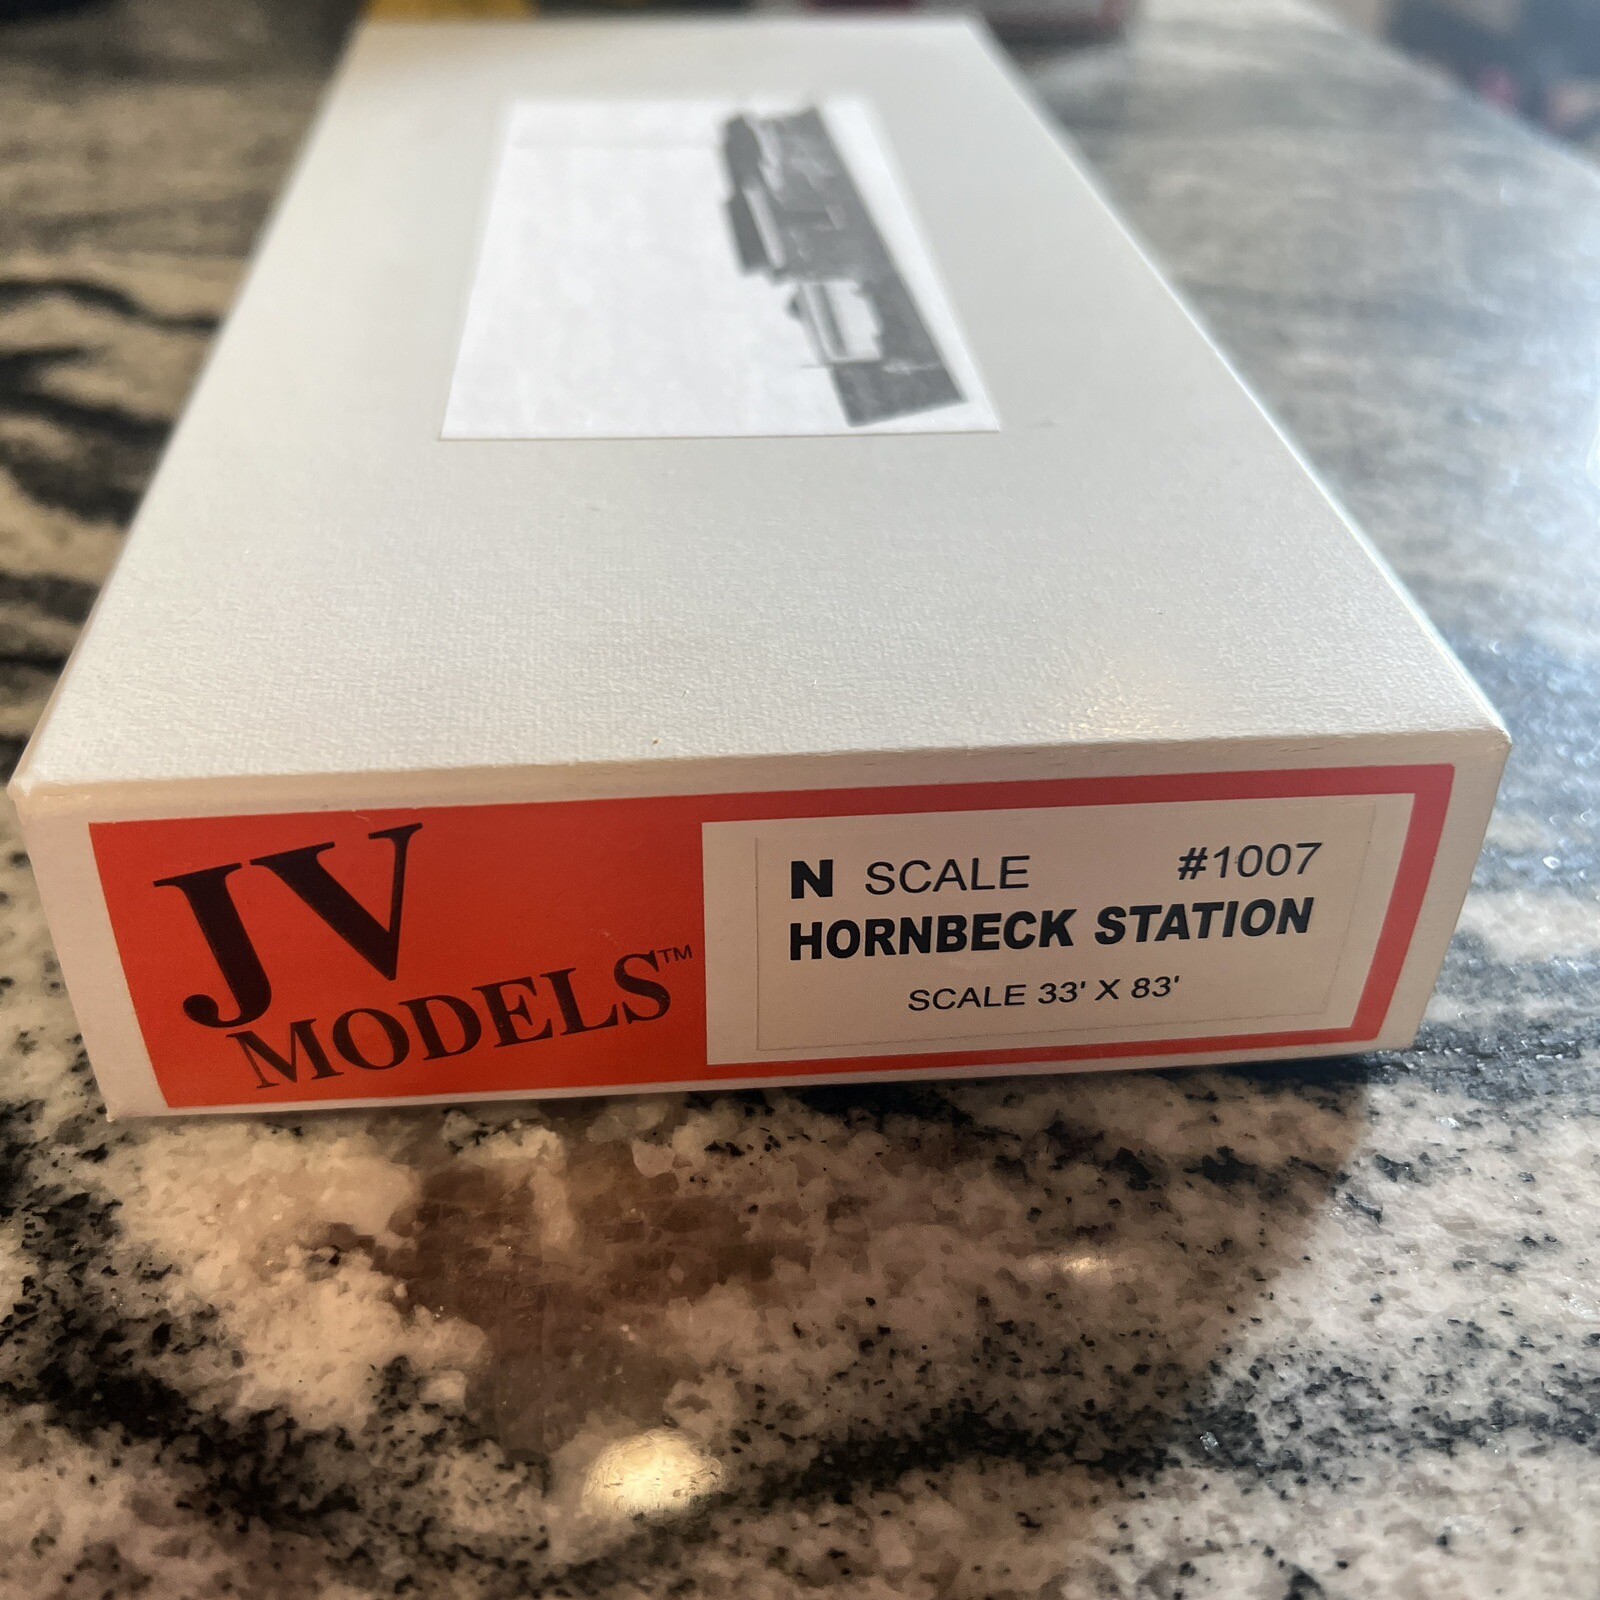 JV
MODELS™
N SCALE #1007
HORNBECK STATION
SCALE 33' X 83'